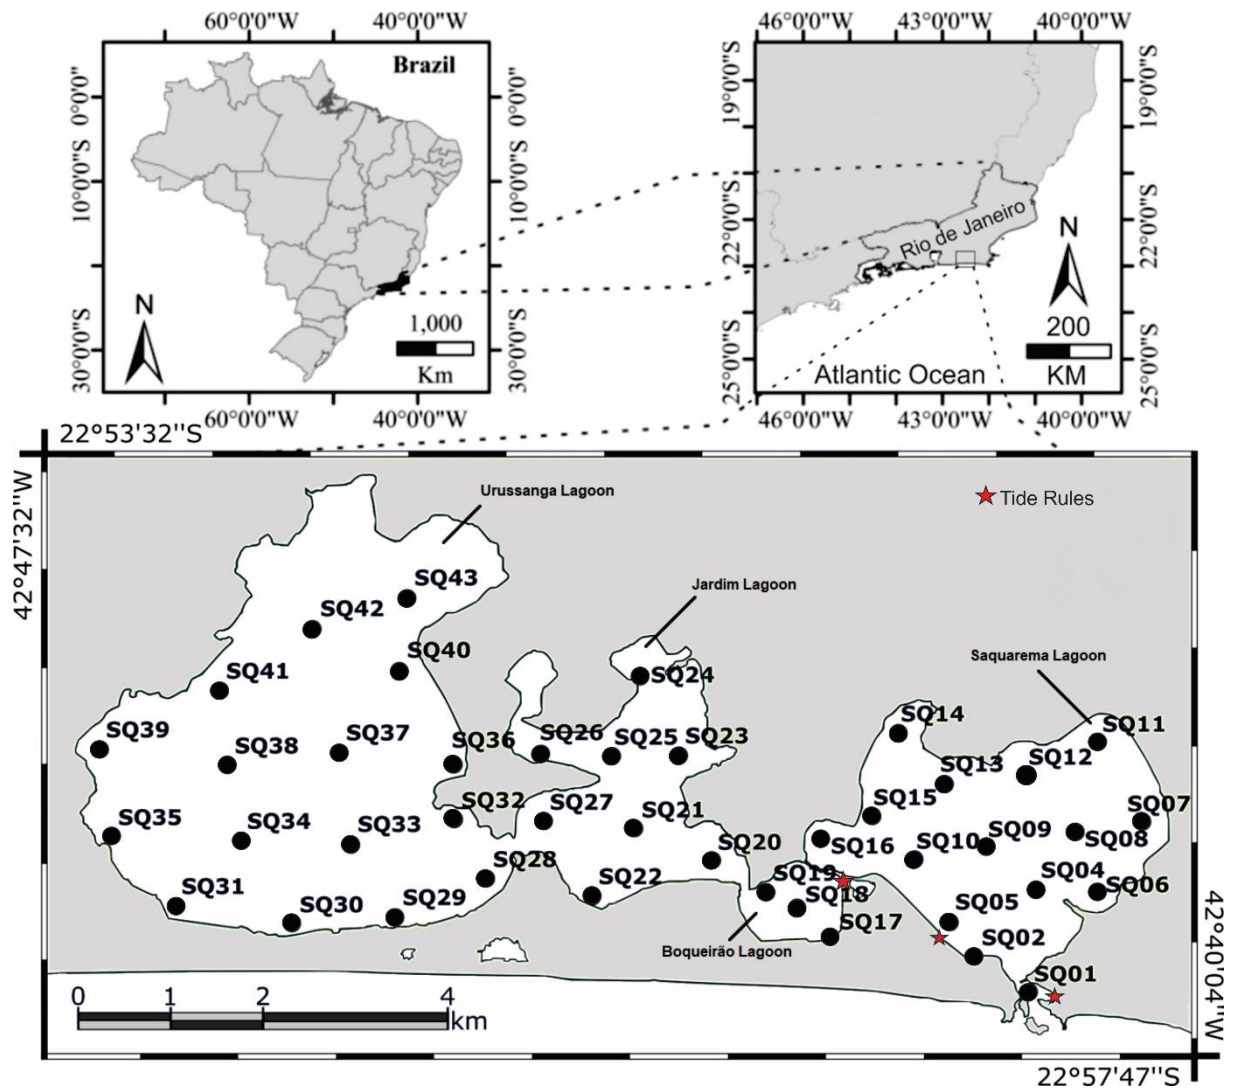 60°0'0"W 40°0'0"W
46°0'0"W 43°0'0"W 40°0'0"W
Brazil
0°0'0"
10°0'0"S
30°0'0"S
0°0'0"S
10°0'0"S
30°0'0"S
N
1,000
Km
60°0'0"W 40°0'0"W
19°0'0"S
22°0'0"S
25°0'0"S
19°0'0"S
22°0'0"S
25°0'0"S
Rio de Janeiro
N
200
KM
Atlantic Ocean
46°0'0"W 43°0'0"W 40°0'0"W
22°53'32''S
42°47'32''W
Urussanga Lagoon
Tide Rules
SQ43
Jardim Lagoon
SQ42
SQ40
Saquarema Lagoon
SQ41
SQ24
SQ14
SQ11
SQ39
SQ38
SQ37
SQ36
SQ26
SQ25
SQ23
SQ13
SQ12
SQ32
SQ27
SQ21
SQ15
SQ07
SQ35
SQ34
SQ33
SQ20
SQ16
SQ10
SQ09
SQ08
SQ28
SQ22
SQ19
SQ18
SQ04
SQ06
SQ31
SQ30
SQ29
SQ17
SQ05
SQ02
Boqueirão Lagoon
SQ01
42°40'04''W
0 1 2 4
km
22°57'47''S